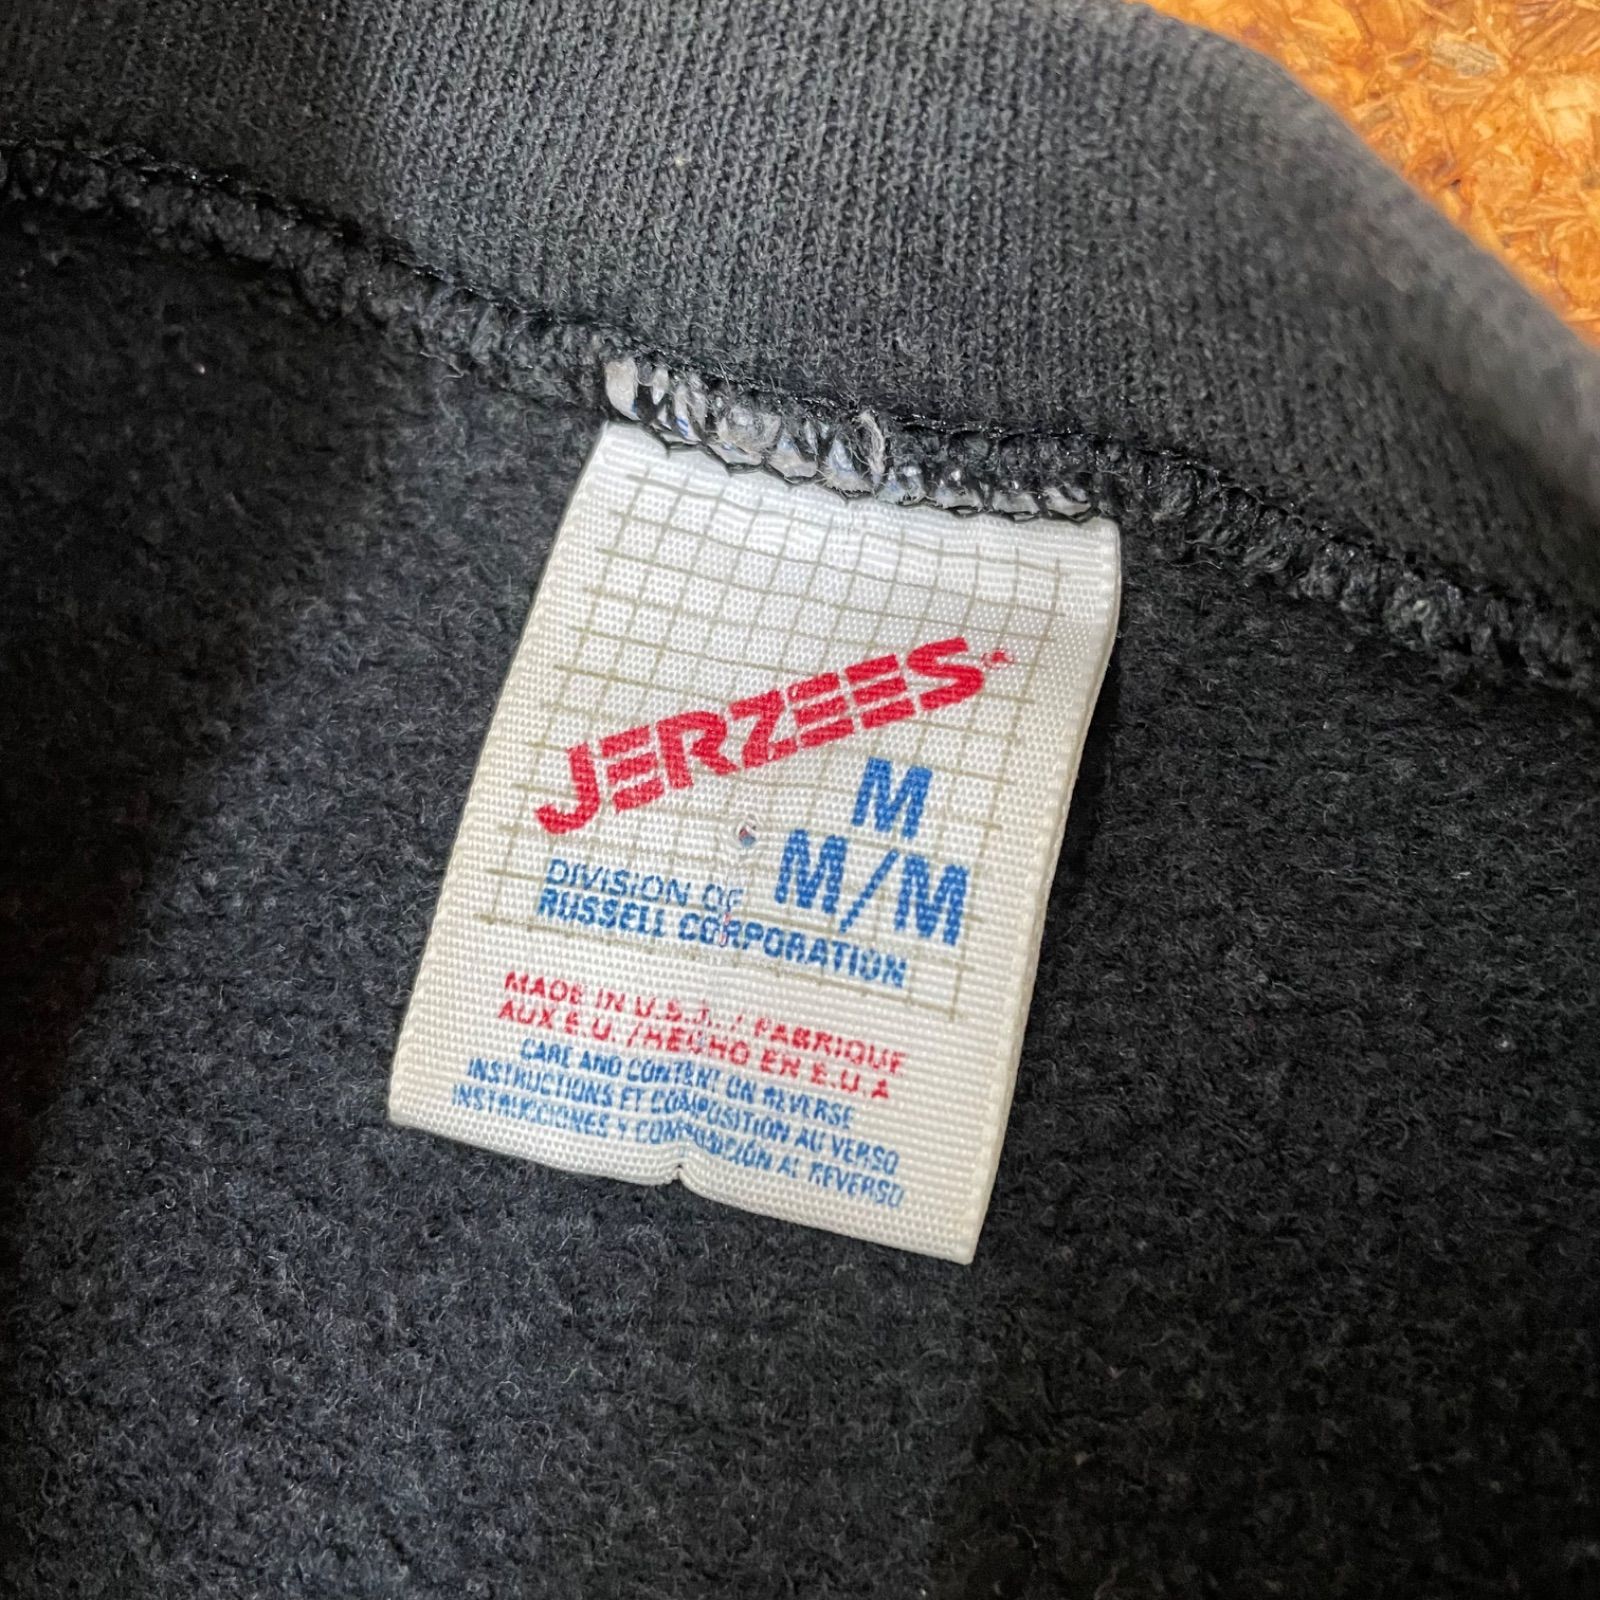 JERZEES®
M
M/M
DIVISION OF
RUSSELL CORPORATION
MADE IN U.S.A. / FABRIQUE
AUX E.U. /HECHO EN E.U.A
CARE AND CONTENT ON REVERSE
INSTRUCTIONS ET COMPOSITION AU VERSO
INSTRUCCIONES Y COMPOSICIÓN AL REVERSO